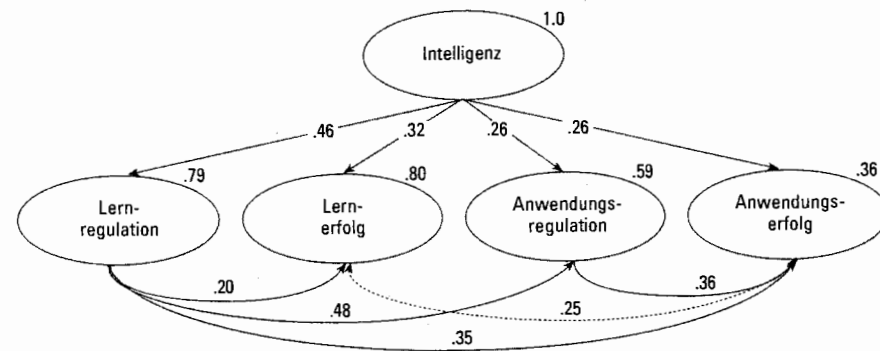 1.0
Intelligenz
.46
.32
.26
.26
.79
.80
.59
.36
Lern-
regulation
Lern-
erfolg
Anwendungs-
regulation
Anwendungs-
erfolg
.20
.48
.25
.36
.35